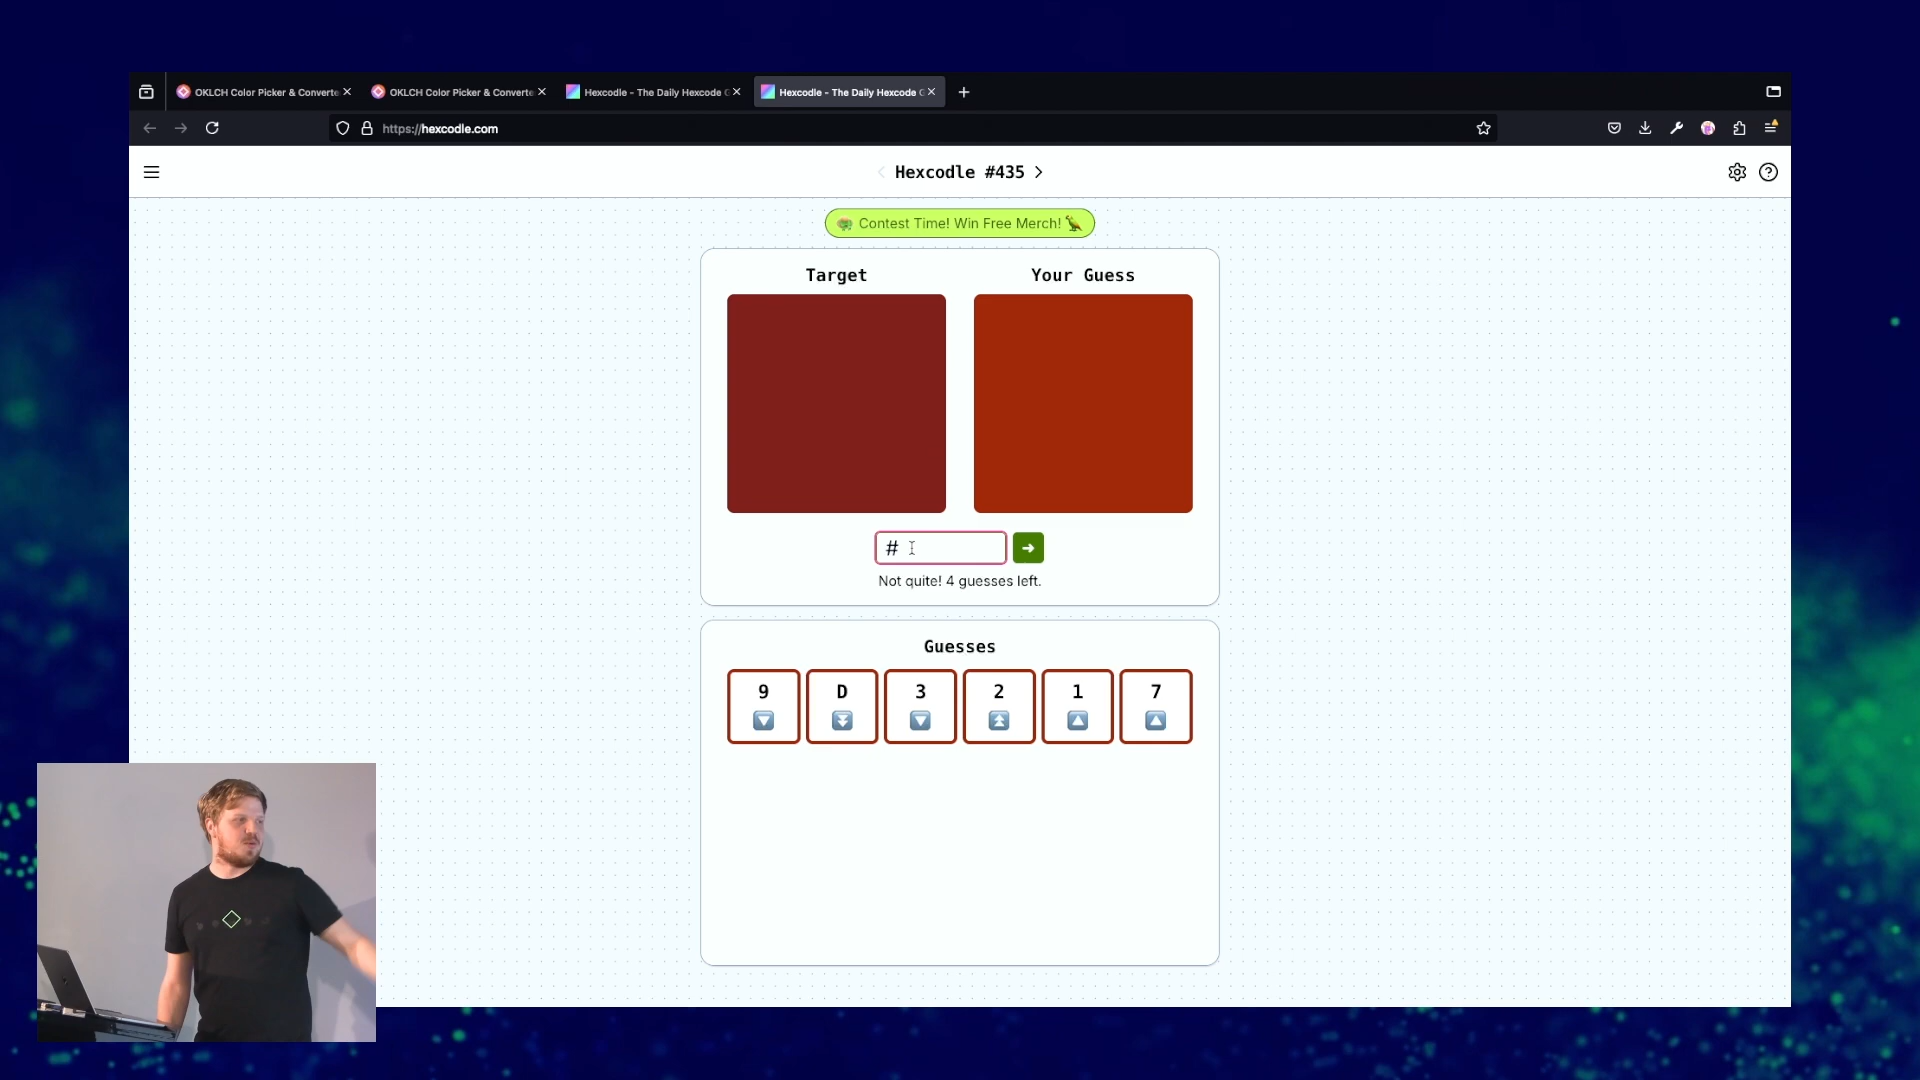 OKLCH Color Picker & Converte
OKLCH Color Picker & Converte
Hexcodle - The Daily Hexcode
Hexcodle - The Daily Hexcode
https://hexcodle.com
Hexcodle #435
Contest Time! Win Free Merch!
Target
Your Guess
#
Not quite! 4 guesses left.
Guesses
9 D 3 2 1 7